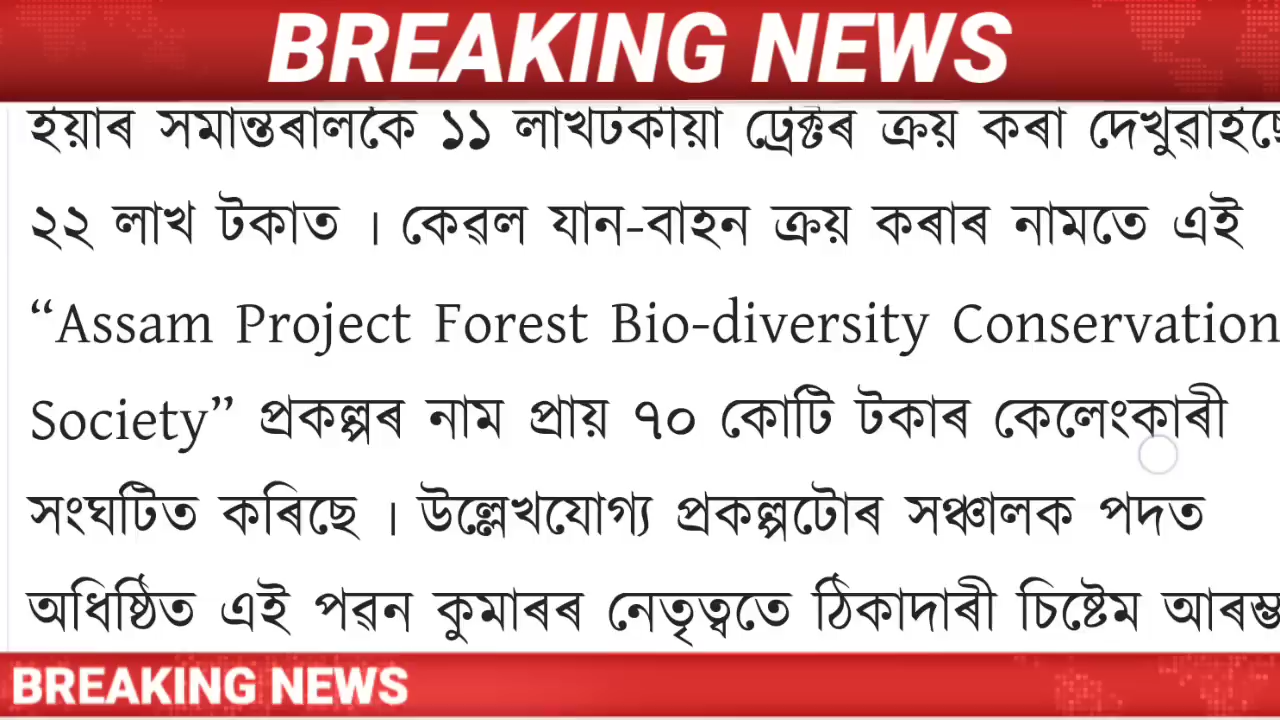 BREAKING NEWS
হয়াৰ সমান্তৰালকৈ ১১ লাখটকীয়া ট্ৰেক্টৰ ক্ৰয় কৰা দেখুৱাইছে
২২ লাখ টকাত । কেৱল যান-বাহন ক্ৰয় কৰাৰ নামতে এই
“Assam Project Forest Bio-diversity Conservation
Society” প্ৰকল্পৰ নাম প্ৰায় ৭০ কোটি টকাৰ কেলেংকাৰী
সংঘটিত কৰিছে । উল্লেখযোগ্য প্ৰকল্পটোৰ সঞ্চালক পদত
অধিষ্ঠিত এই পৱন কুমাৰৰ নেতৃত্বতে ঠিকাদাৰী চিষ্টেম আৰম্ভ
BREAKING NEWS